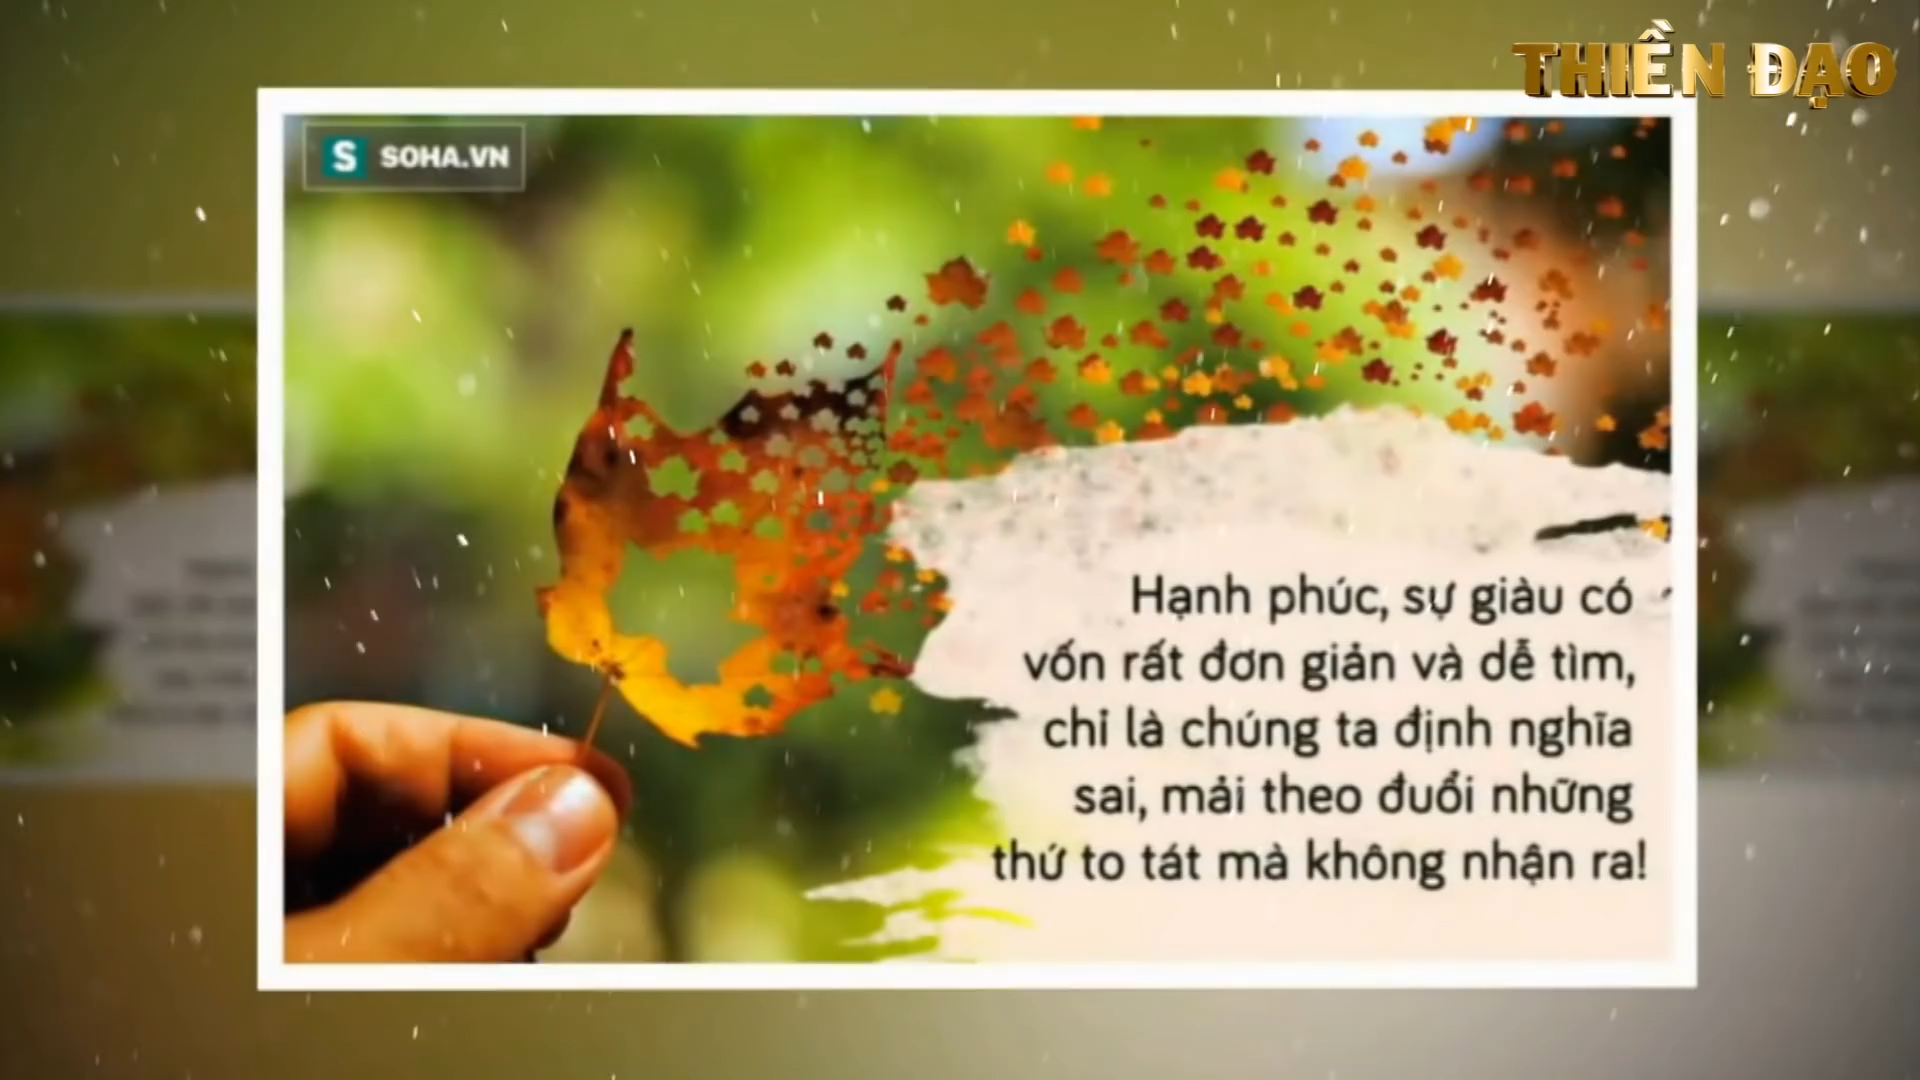 THIỀN ĐẠO
S SOHA.VN
Hạnh phúc, sự giàu có
vốn rất đơn giản và dễ tìm,
chỉ là chúng ta định nghĩa
sai, mải theo đuổi những
thứ to tát mà không nhận ra!